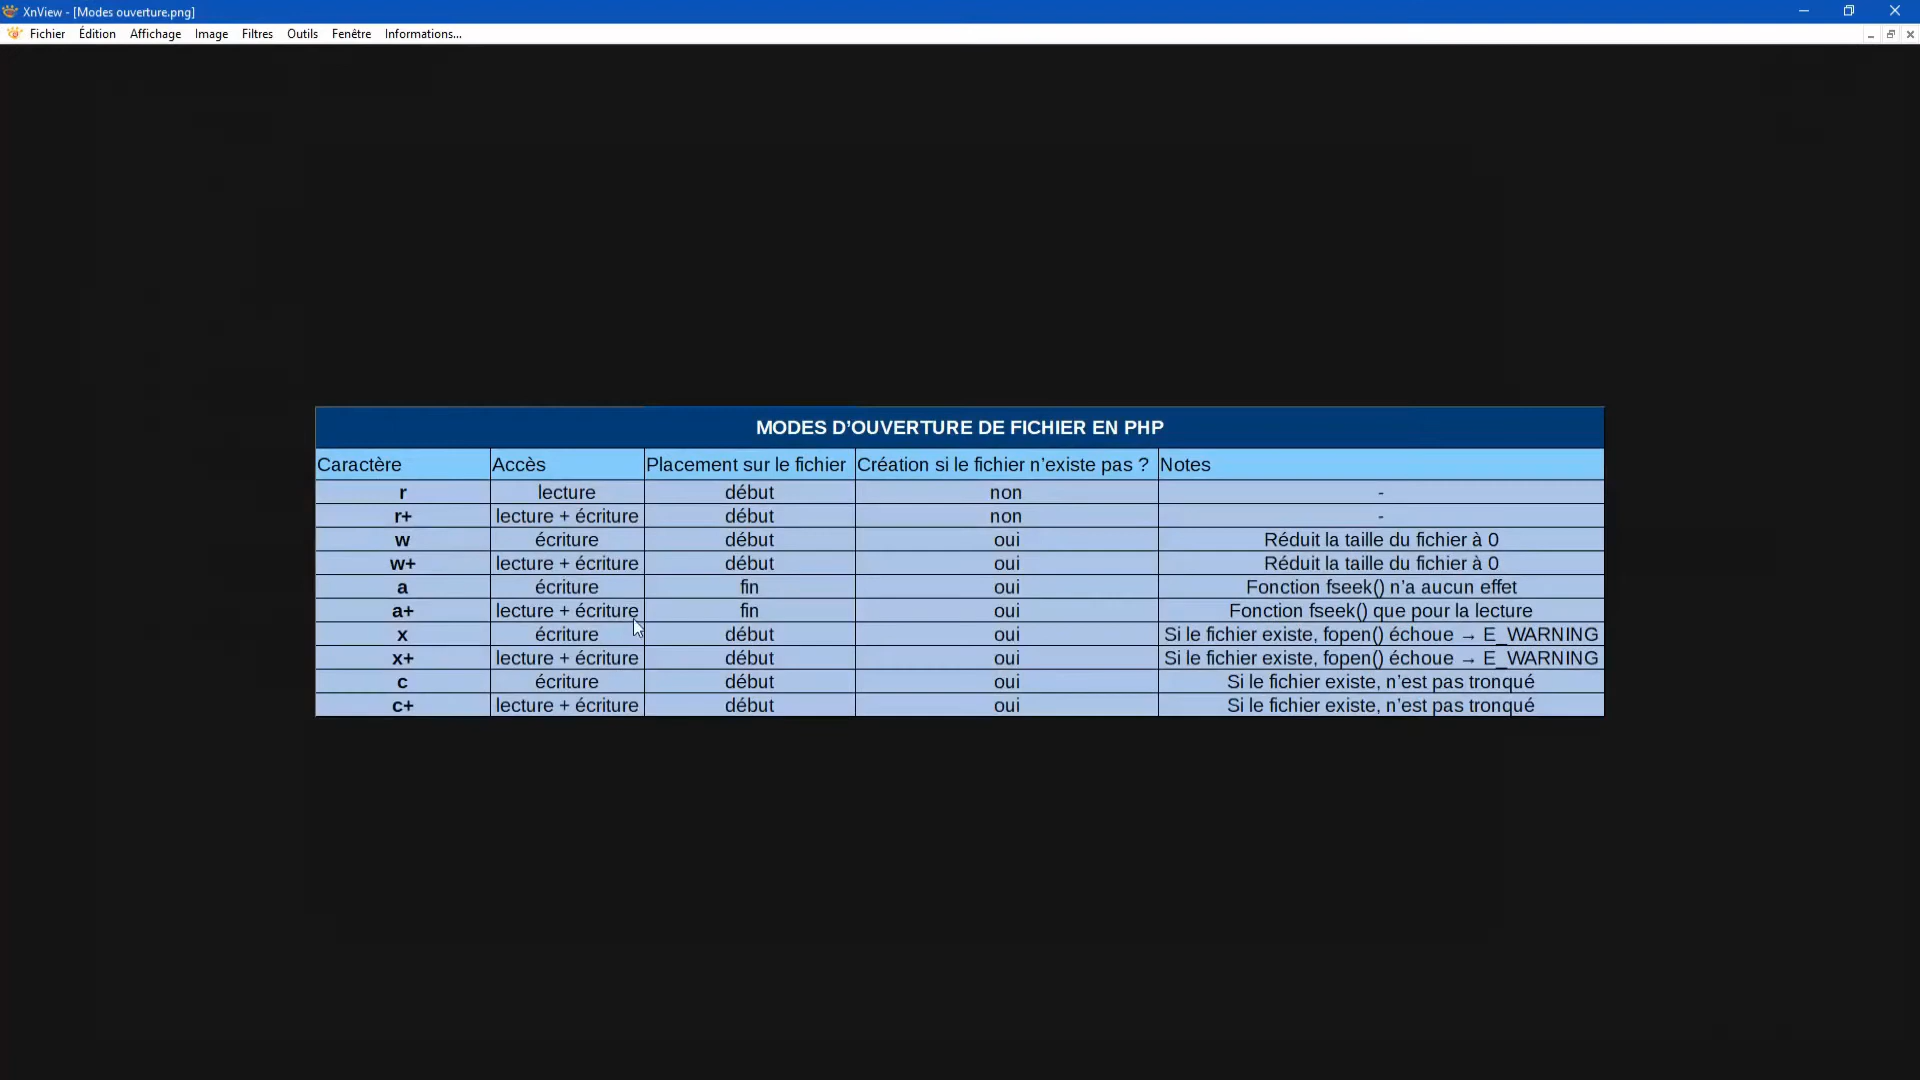 XnView - [Modes ouverture.png]
Fichier Édition Affichage Image Filtres Outils Fenêtre Informations...
MODES D’OUVERTURE DE FICHIER EN PHP
Caractère Accès Placement sur le fichier Création si le fichier n’existe pas ? Notes
r lecture début non -
r+ lecture + écriture début non -
w écriture début oui Réduit la taille du fichier à 0
w+ lecture + écriture début oui Réduit la taille du fichier à 0
a écriture fin oui Fonction fseek() n’a aucun effet
a+ lecture + écriture fin oui Fonction fseek() que pour la lecture
x écriture début oui Si le fichier existe, fopen() échoue → E_WARNING
x+ lecture + écriture début oui Si le fichier existe, fopen() échoue → E_WARNING
c écriture début oui Si le fichier existe, n’est pas tronqué
c+ lecture + écriture début oui Si le fichier existe, n’est pas tronqué